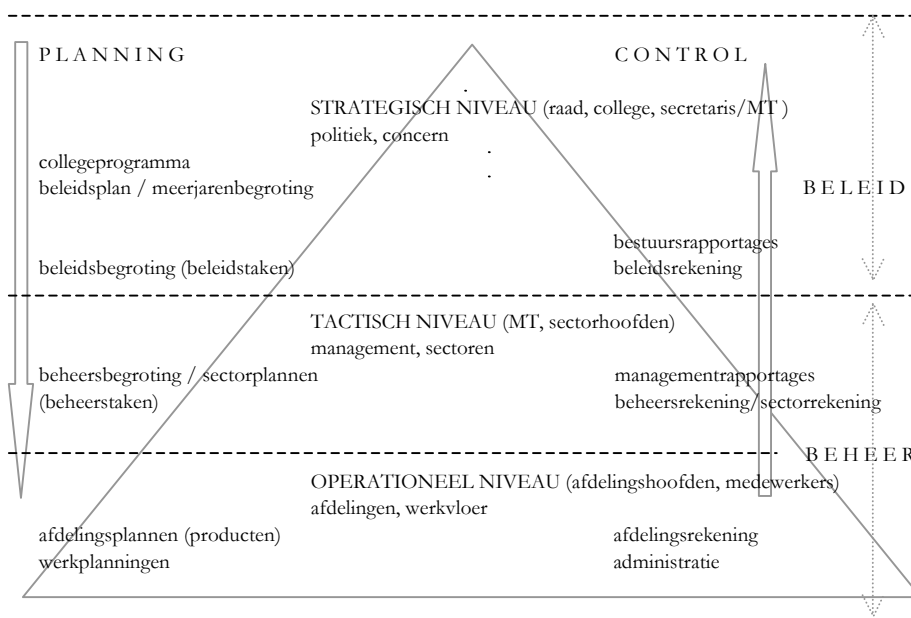 PLANNING
CONTROL
STRATEGISCH NIVEAU (raad, college, secretaris/MT )
politiek, concern
collegeprogramma
beleidsplan / meerjarenbegroting
BELEID
bestuursrapportages
beleidsbegroting (beleidstaken)
beleidsrekening
TACTISCH NIVEAU (MT, sectorhoofden)
management, sectoren
beheersbegroting / sectorplannen
managementrapportages
(beheerstaken)
beheersrekening/sectorrekening
BEHEER
OPERATIONEEL NIVEAU (afdelingshoofden, medewerkers)
afdelingen, werkvloer
afdelingsplannen (producten)
afdelingsrekening
werkplanningen
administratie